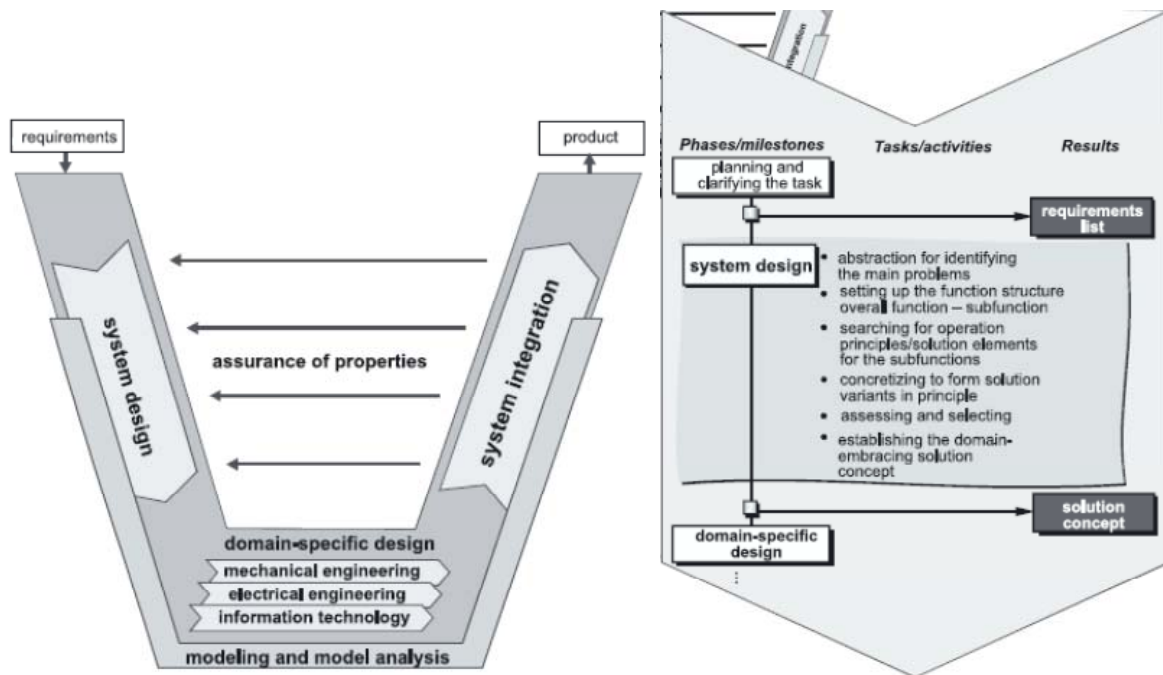 requirements
product
system design
assurance of properties
system integration
domain-specific design
mechanical engineering
electrical engineering
information technology
modeling and model analysis
integration
Phases/milestones
Tasks/activities
Results
planning and
clarifying the task
requirements
list
system design
• abstraction for identifying
the main problems
• setting up the function structure
overall function – subfunction
• searching for operation
principles/solution elements
for the subfunctions
• concretizing to form solution
variants in principle
• assessing and selecting
• establishing the domain-
embracing solution
concept
solution
concept
domain-specific
design
⋮